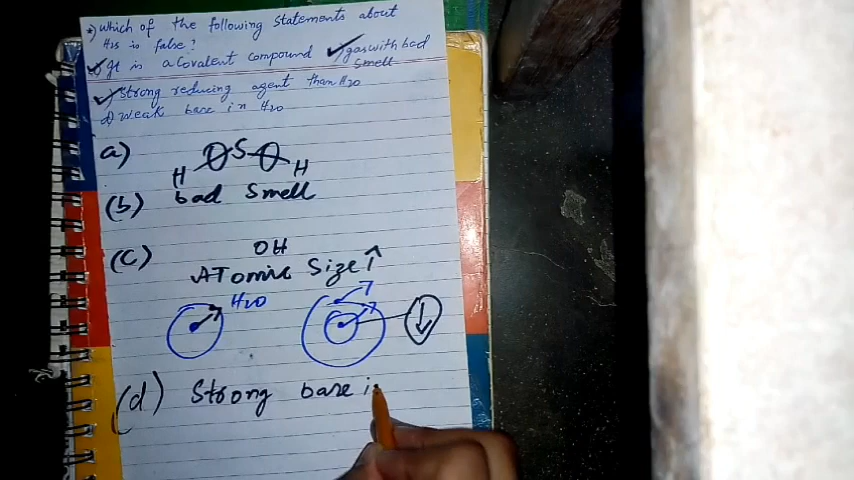 *) which of the following statements about
H2S is false?
a) It is a Covalent compound b) gas with bad
smell
c) Strong reducing agent than H2O
d) weak base in H2O
a) H S H
(b) bad Smell
(c) OH
ATomic Size ↑
H2O
↓
(d) Strong base i